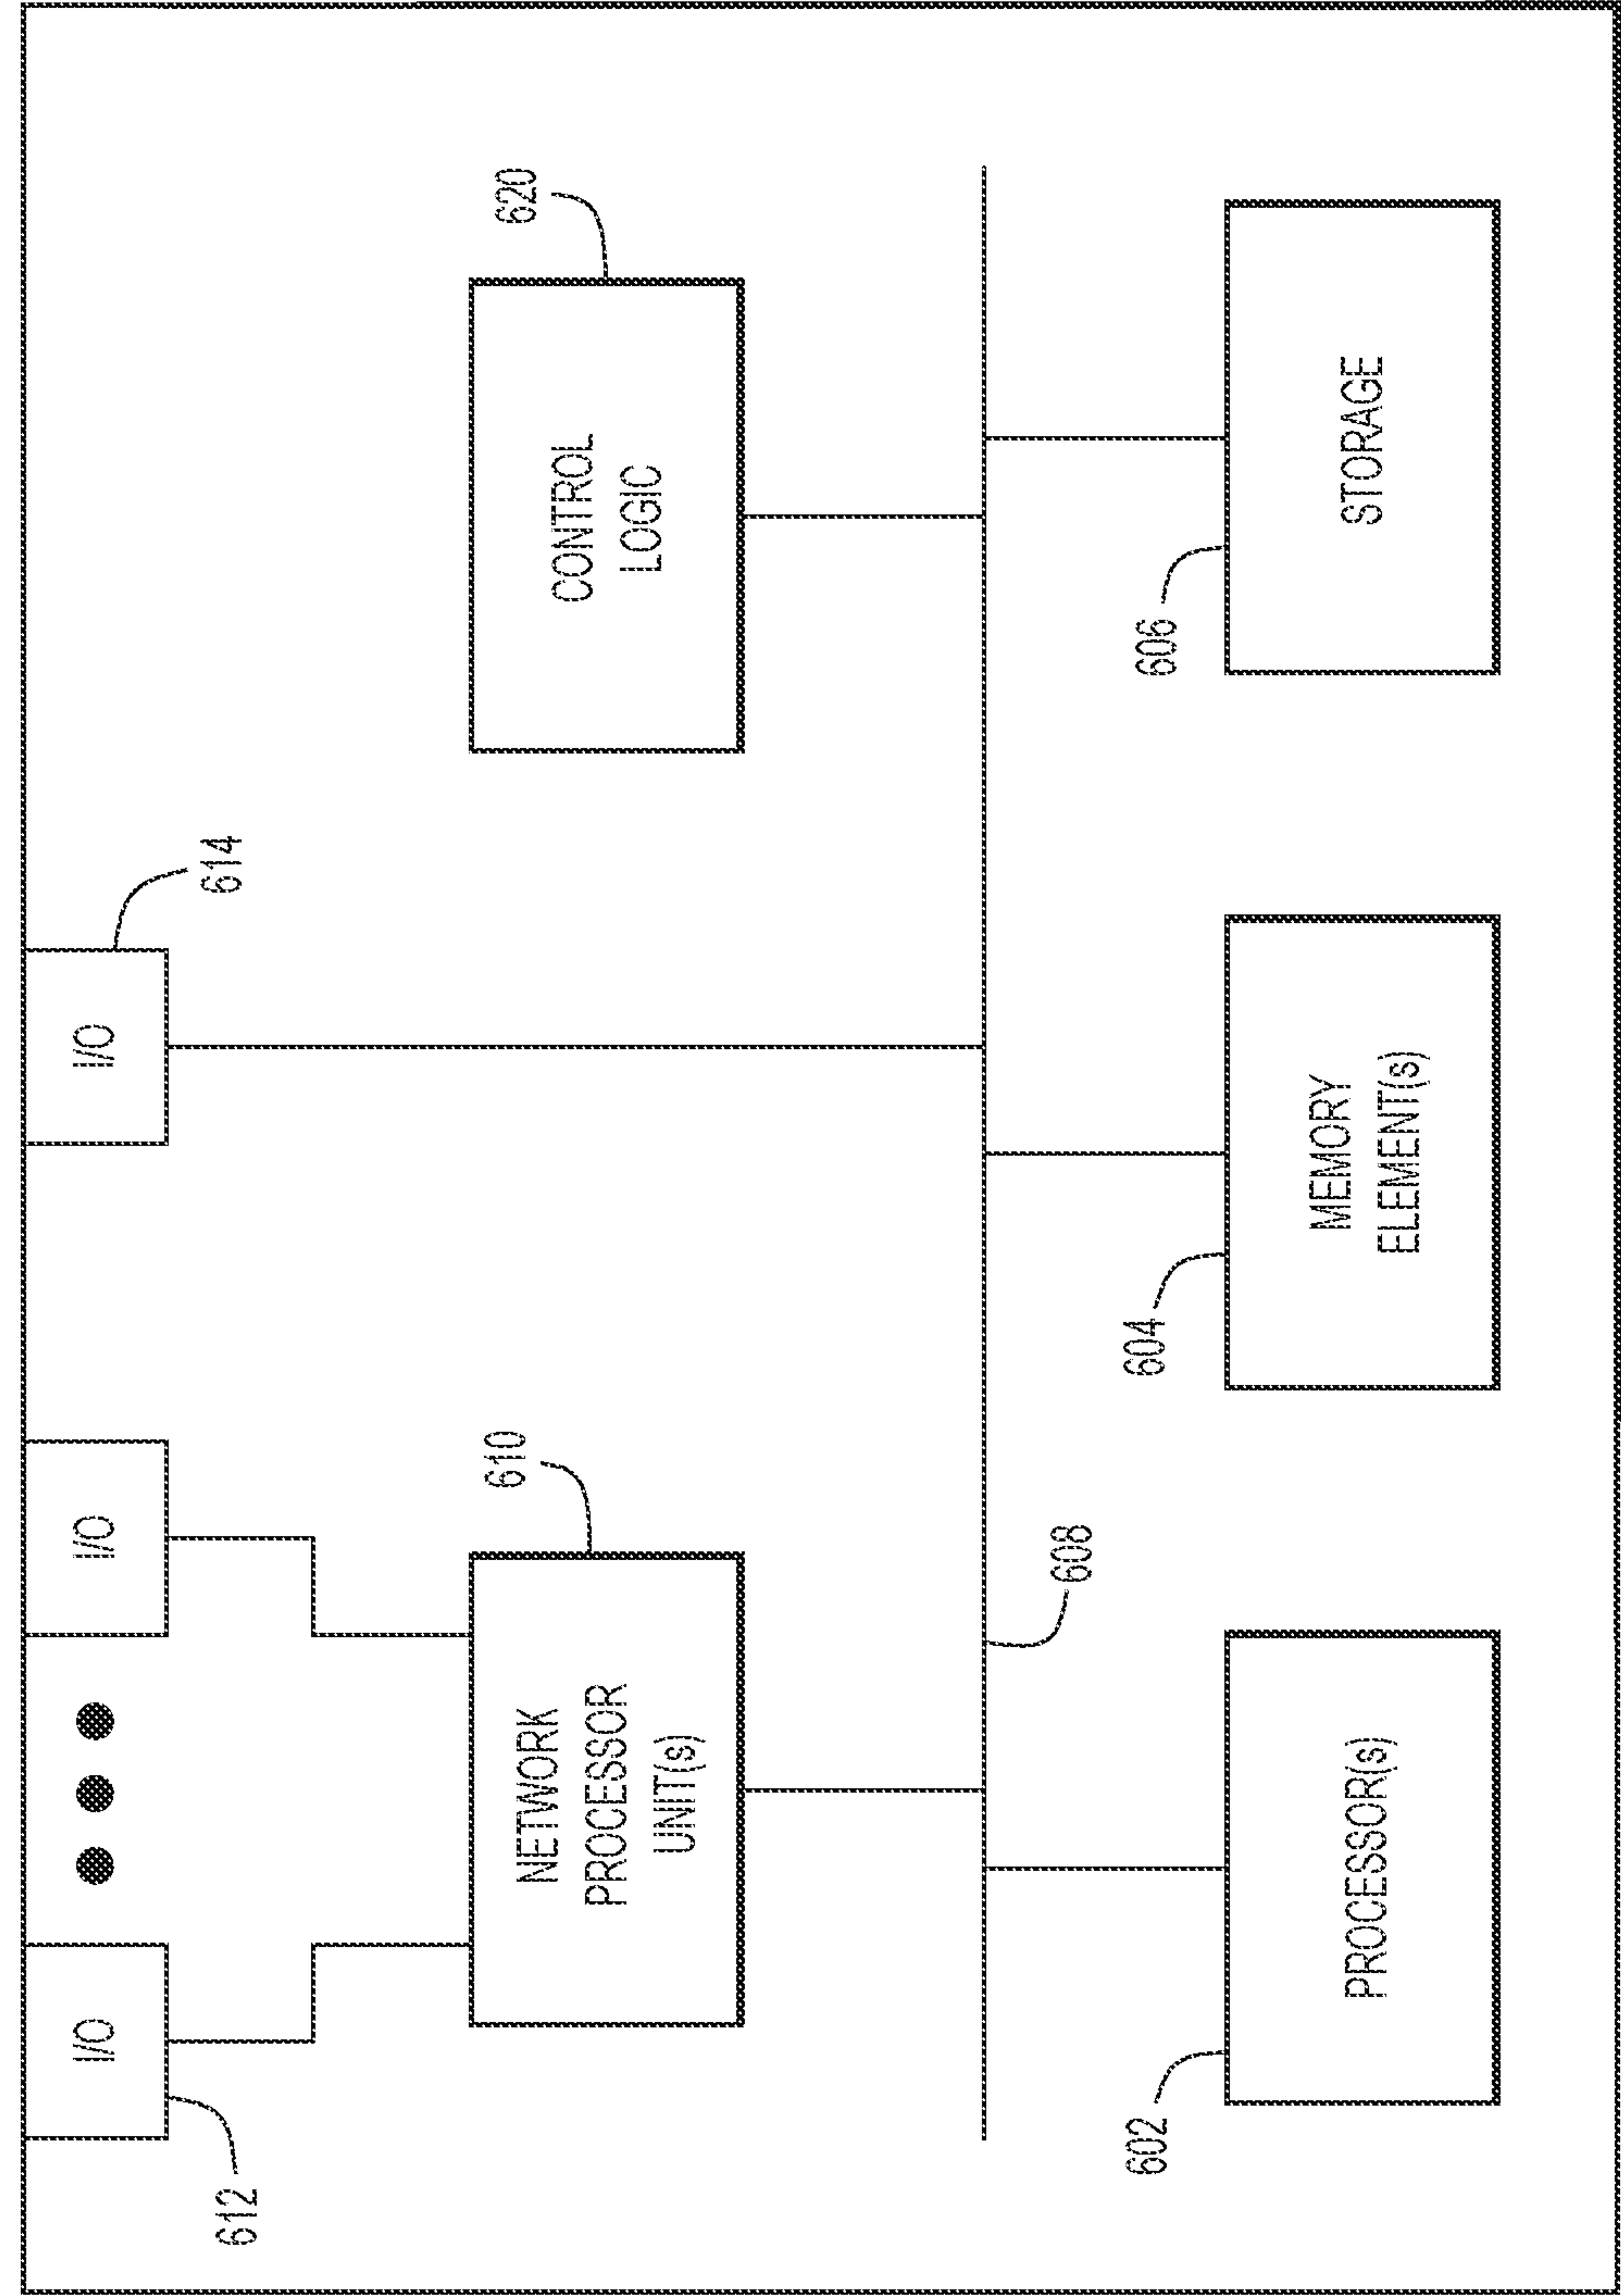 I/O
I/O
I/O
612
614
610
620
NETWORK
PROCESSOR
UNIT(s)
CONTROL
LOGIC
608
602
PROCESSOR(s)
604
MEMORY
ELEMENT(s)
606
STORAGE